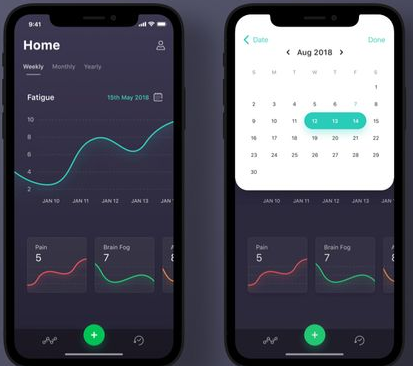 9:41
Home
Weekly Monthly Yearly
Fatigue 15th May 2018
10
8
6
4
2
JAN 10 JAN 11 JAN 12 JAN 13 JAN
Pain
5
Brain Fog
7
A
8
Date Done
Aug 2018
S M T W T F S
1
2 3 4 5 6 7 8
9 10 11 12 13 14 15
16 17 18 19 20 21 22
23 24 25 26 27 28 29
30
JAN 10 JAN 11 JAN 12 JAN 13 JAN
Pain
5
Brain Fog
7
A
8